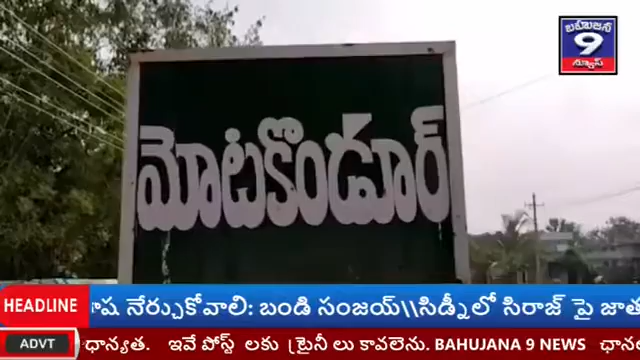 బహుజన
9
న్యూస్
మోటకొండూర్
HEADLINE
భాష నేర్చుకోవాలి: బండి సంజయ్\\సిడ్నీలో సిరాజ్ పై జాత
ADVT
ధాన్యత. ఇవే పోస్ట్ లకు ట్రైనీ లు కావలెను. BAHUJANA 9 NEWS ఛాన